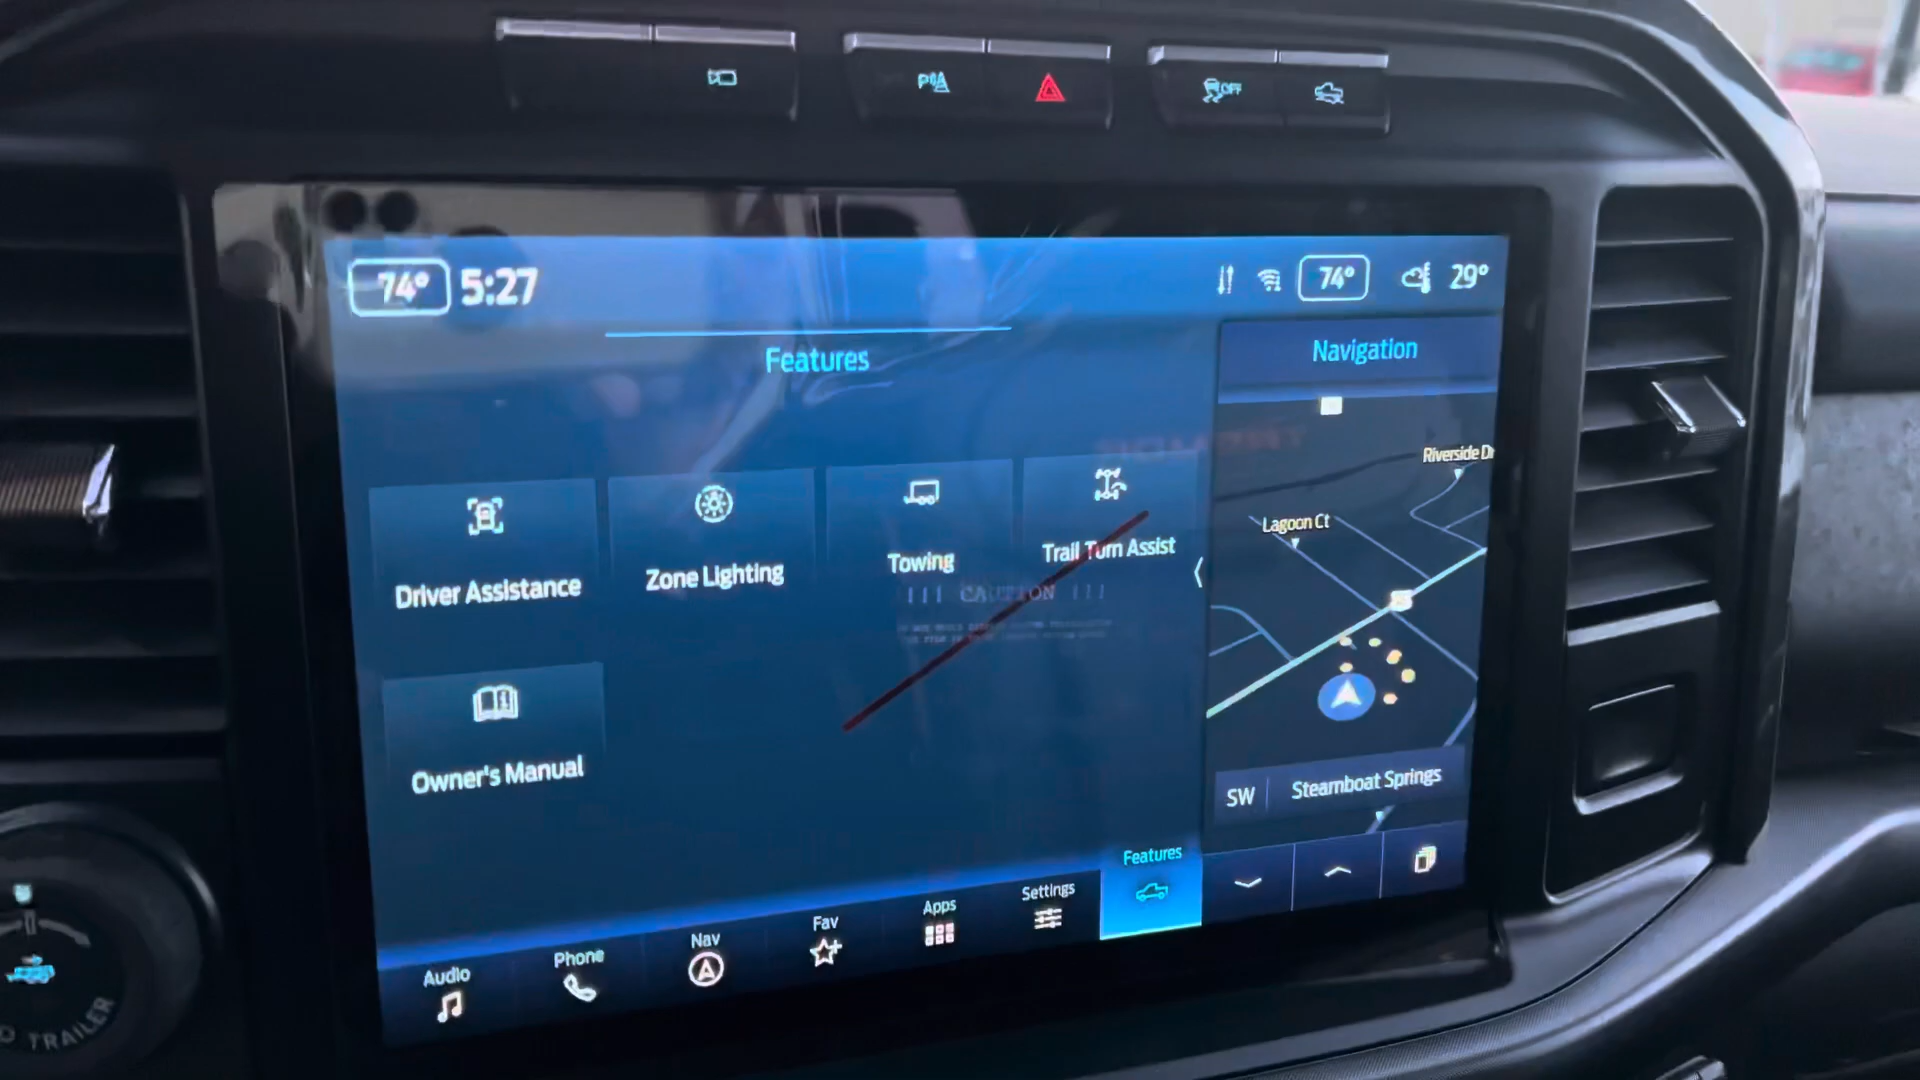 OFF
74° 5:27
74° 29°
Features
Navigation
Riverside Dr
Lagoon Ct
Driver Assistance
Zone Lighting
Towing
Trail Turn Assist
!!! CAUTION !!!
Owner's Manual
SW
Steamboat Springs
Audio
Phone
Nav
Fav
Apps
Settings
Features
TRAILER